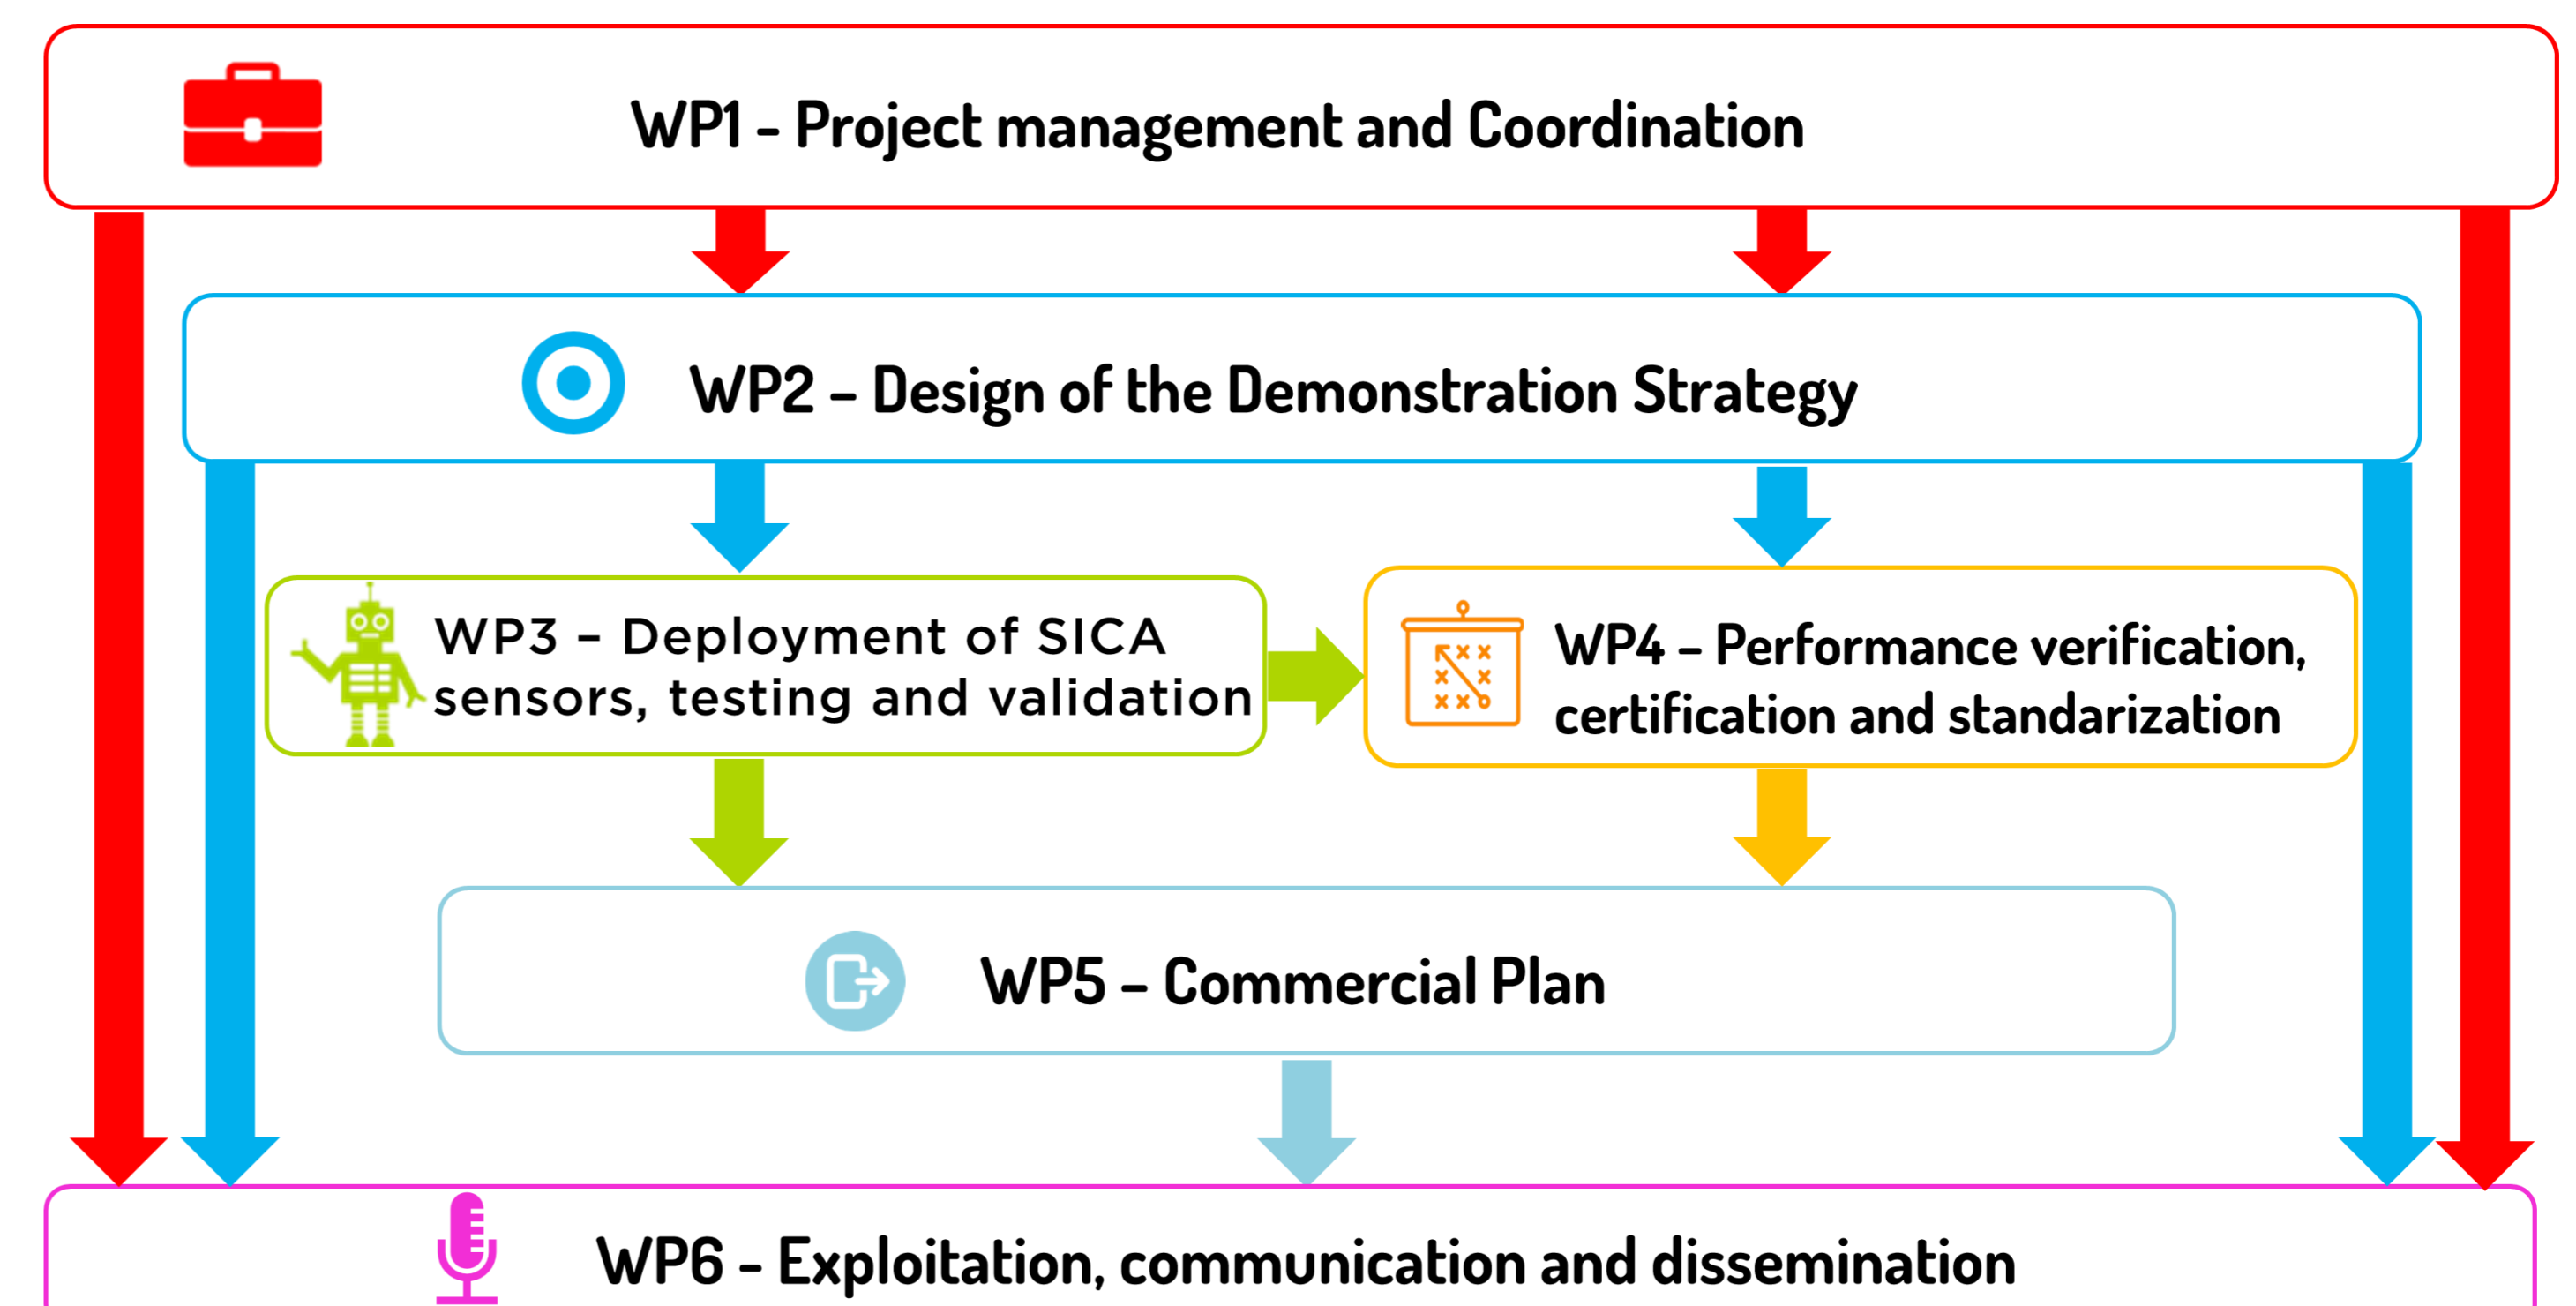 WP1 - Project management and Coordination
WP2 – Design of the Demonstration Strategy
WP3 – Deployment of SICA
sensors, testing and validation
WP4 – Performance verification,
certification and standarization
WP5 – Commercial Plan
WP6 - Exploitation, communication and dissemination